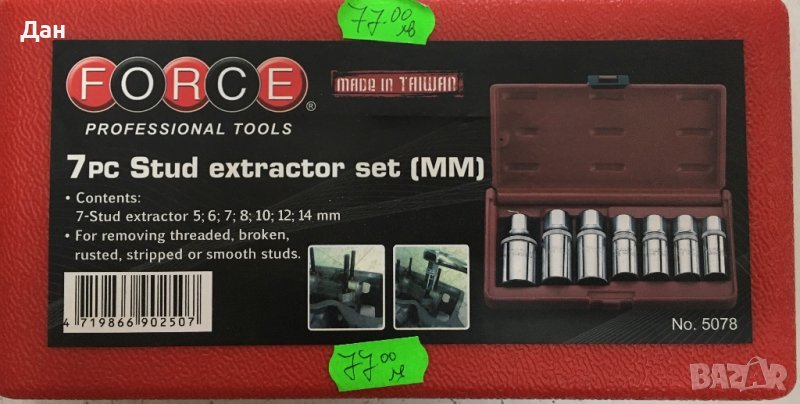 Дан
77.00
лв
FORCE
®
PROFESSIONAL TOOLS
MADE IN TAIWAN
7PC Stud extractor set (MM)
• Contents:
7-Stud extractor 5; 6; 7; 8; 10; 12; 14 mm
• For removing threaded, broken,
rusted, stripped or smooth studs.
4 719866 902507
No. 5078
77.00
лв
BAZAR